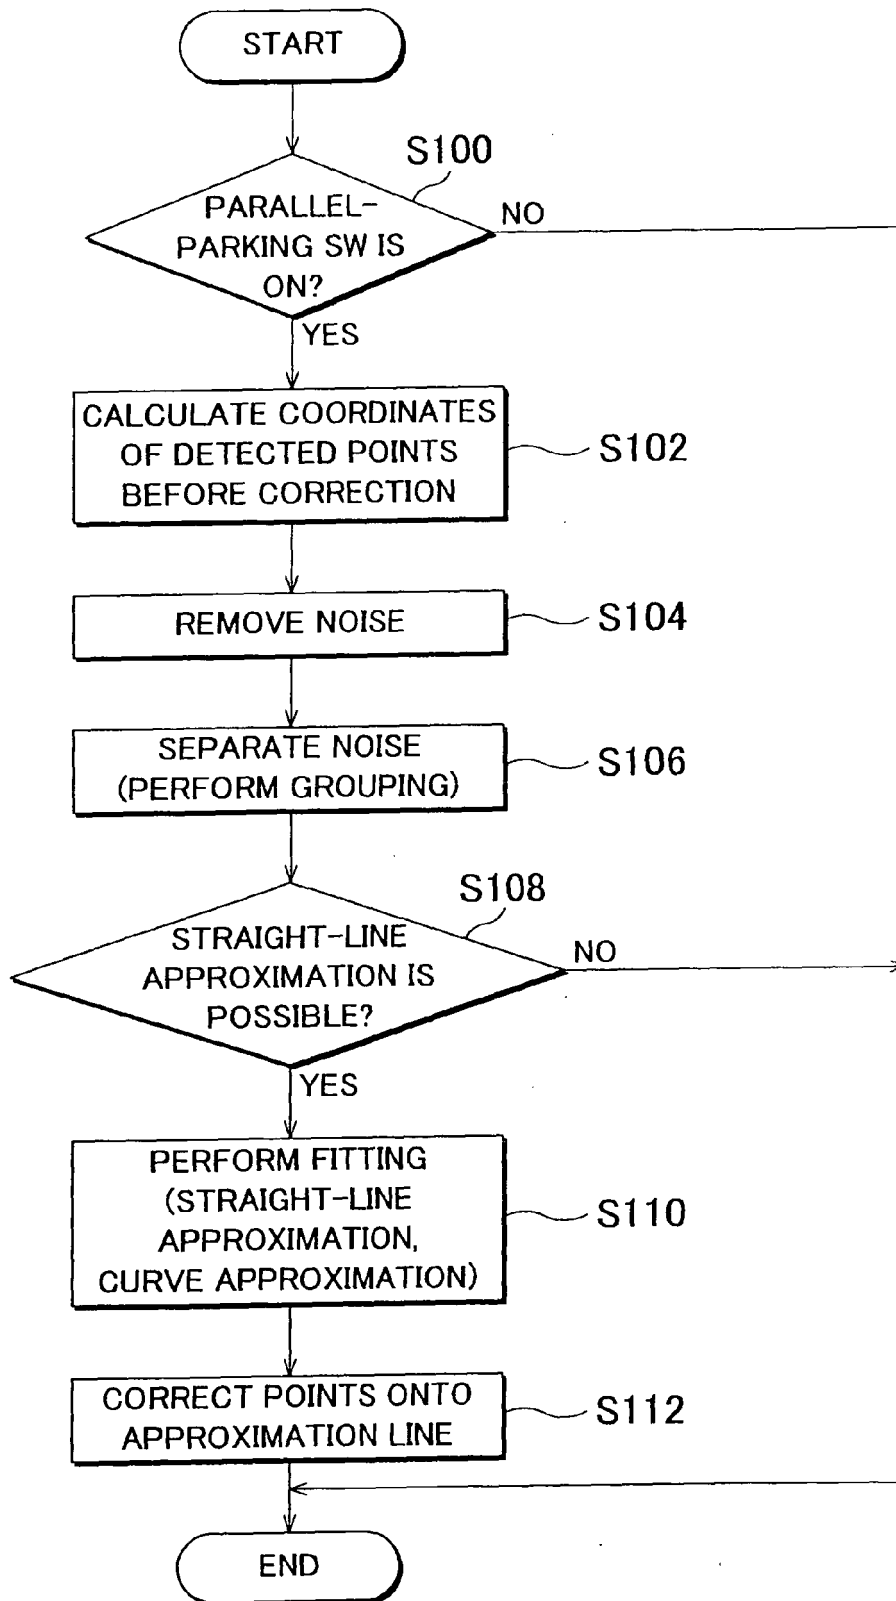 START
S100
PARALLEL-
PARKING SW IS
ON?
NO
YES
CALCULATE COORDINATES
OF DETECTED POINTS
BEFORE CORRECTION
S102
REMOVE NOISE
S104
SEPARATE NOISE
(PERFORM GROUPING)
S106
S108
STRAIGHT-LINE
APPROXIMATION IS
POSSIBLE?
NO
YES
PERFORM FITTING
(STRAIGHT-LINE
APPROXIMATION,
CURVE APPROXIMATION)
S110
CORRECT POINTS ONTO
APPROXIMATION LINE
S112
END